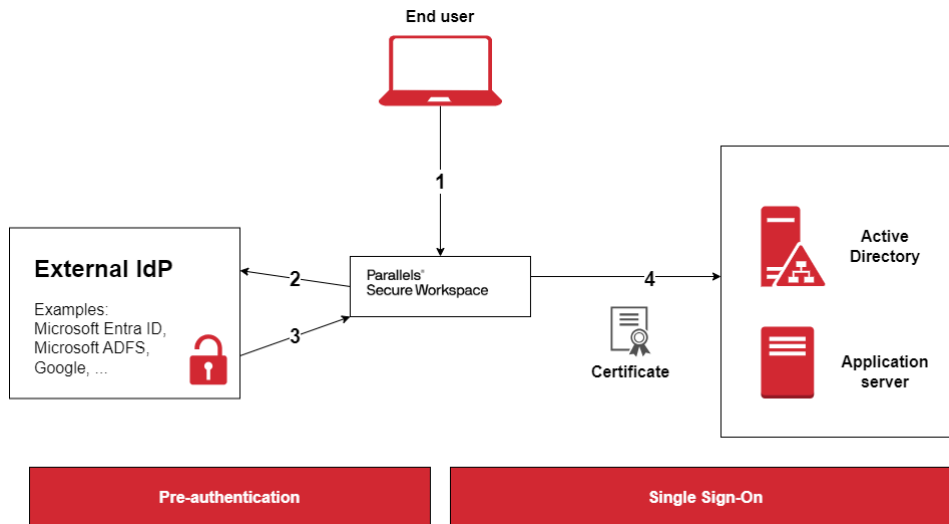 End user
1
External IdP
Examples:
Microsoft Entra ID,
Microsoft ADFS,
Google, ...
2
3
Parallels®
Secure Workspace
4
Certificate
Active
Directory
Application
server
Pre-authentication
Single Sign-On